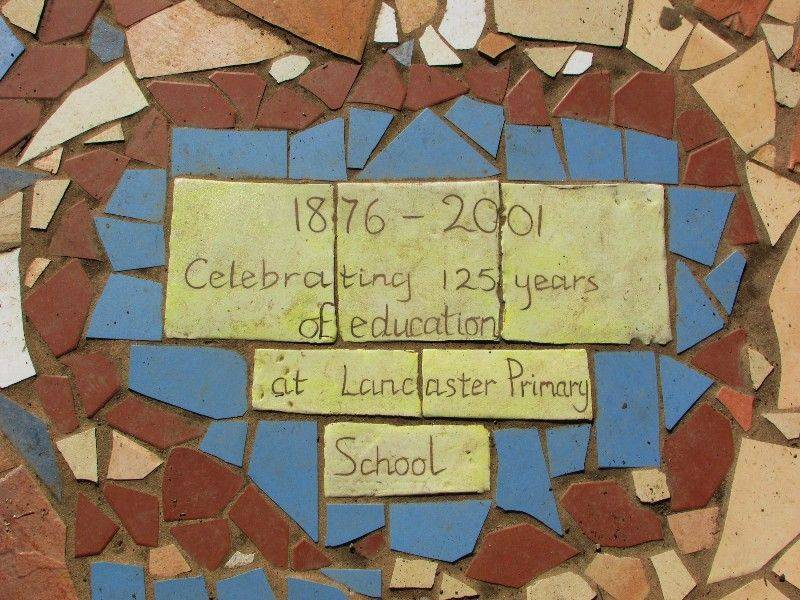 1876 - 2001
Celebrating 125 years
of education
at Lancaster Primary
School